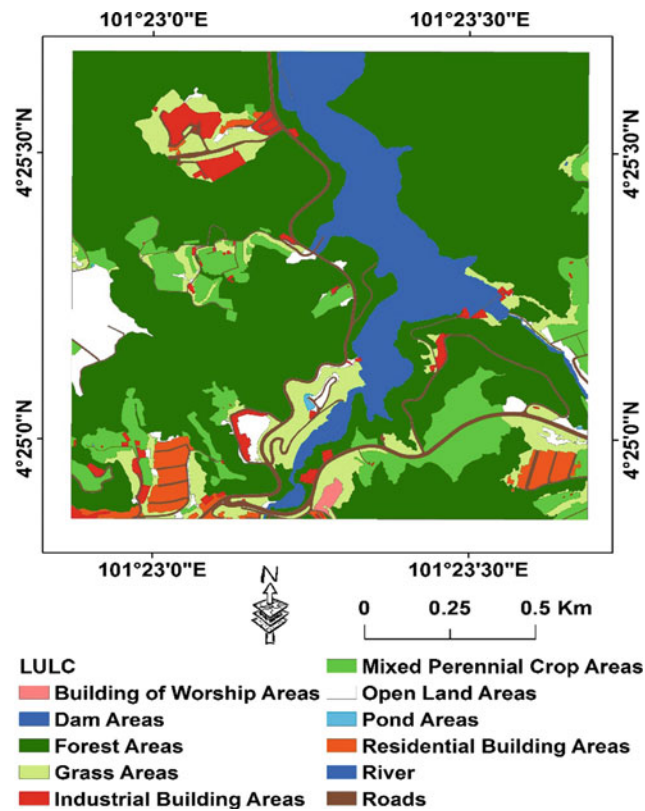 101°23'0"E 101°23'30"E
4°25'30"N 4°25'30"N
4°25'0"N 4°25'0"N
101°23'0"E 101°23'30"E
N
0 0.25 0.5 Km
LULC
Building of Worship Areas
Dam Areas
Forest Areas
Grass Areas
Industrial Building Areas
Mixed Perennial Crop Areas
Open Land Areas
Pond Areas
Residential Building Areas
River
Roads